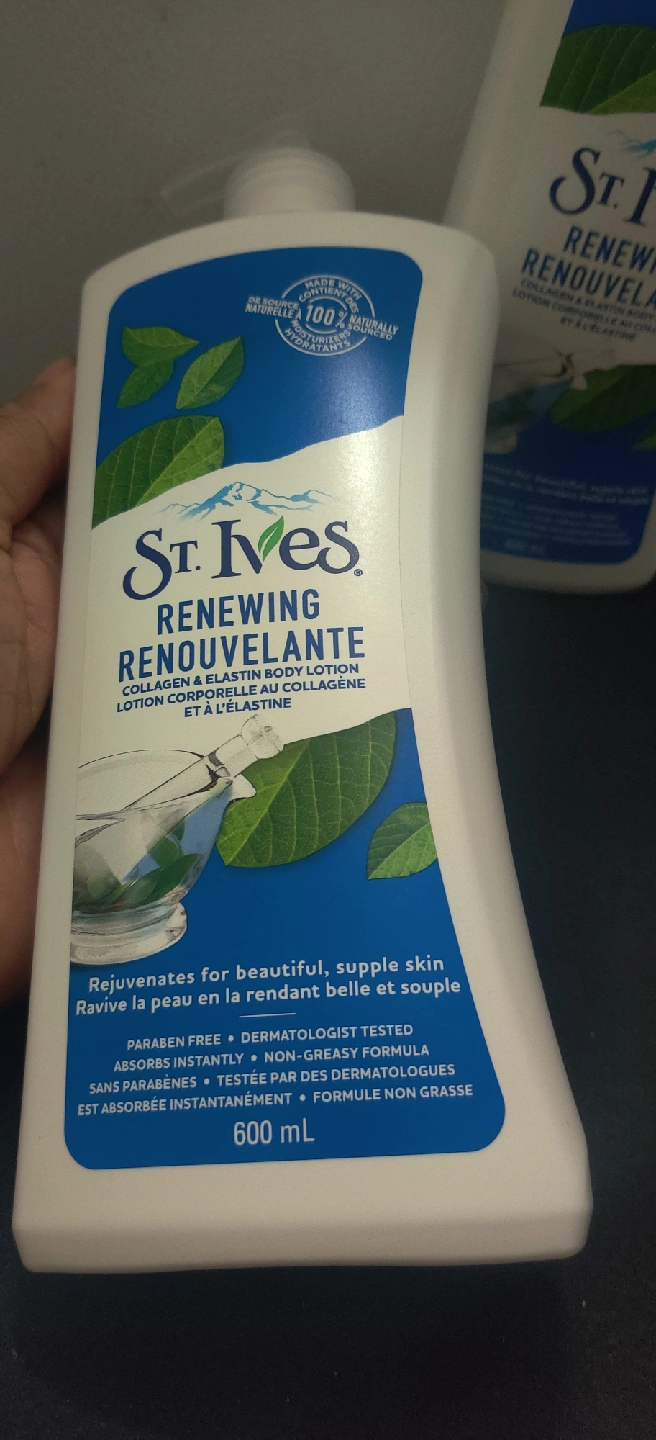 MADE WITH
CONTIENT DES
DE SOURCE
NATURELLE À
100%
NATURALLY
SOURCED
MOISTURIZERS
HYDRATANTS
ST. IVES®
RENEWING
RENOUVELANTE
COLLAGEN & ELASTIN BODY LOTION
LOTION CORPORELLE AU COLLAGÈNE
ET À L'ÉLASTINE
Rejuvenates for beautiful, supple skin
Ravive la peau en la rendant belle et souple
PARABEN FREE • DERMATOLOGIST TESTED
ABSORBS INSTANTLY • NON-GREASY FORMULA
SANS PARABÈNES • TESTÉE PAR DES DERMATOLOGUES
EST ABSORBÉE INSTANTANÉMENT • FORMULE NON GRASSE
600 mL
ST. I
RENEWI
RENOUVELA
COLLAGEN & ELASTIN BODY
LOTION CORPORELLE AU COL
ET À L'ÉLASTINE